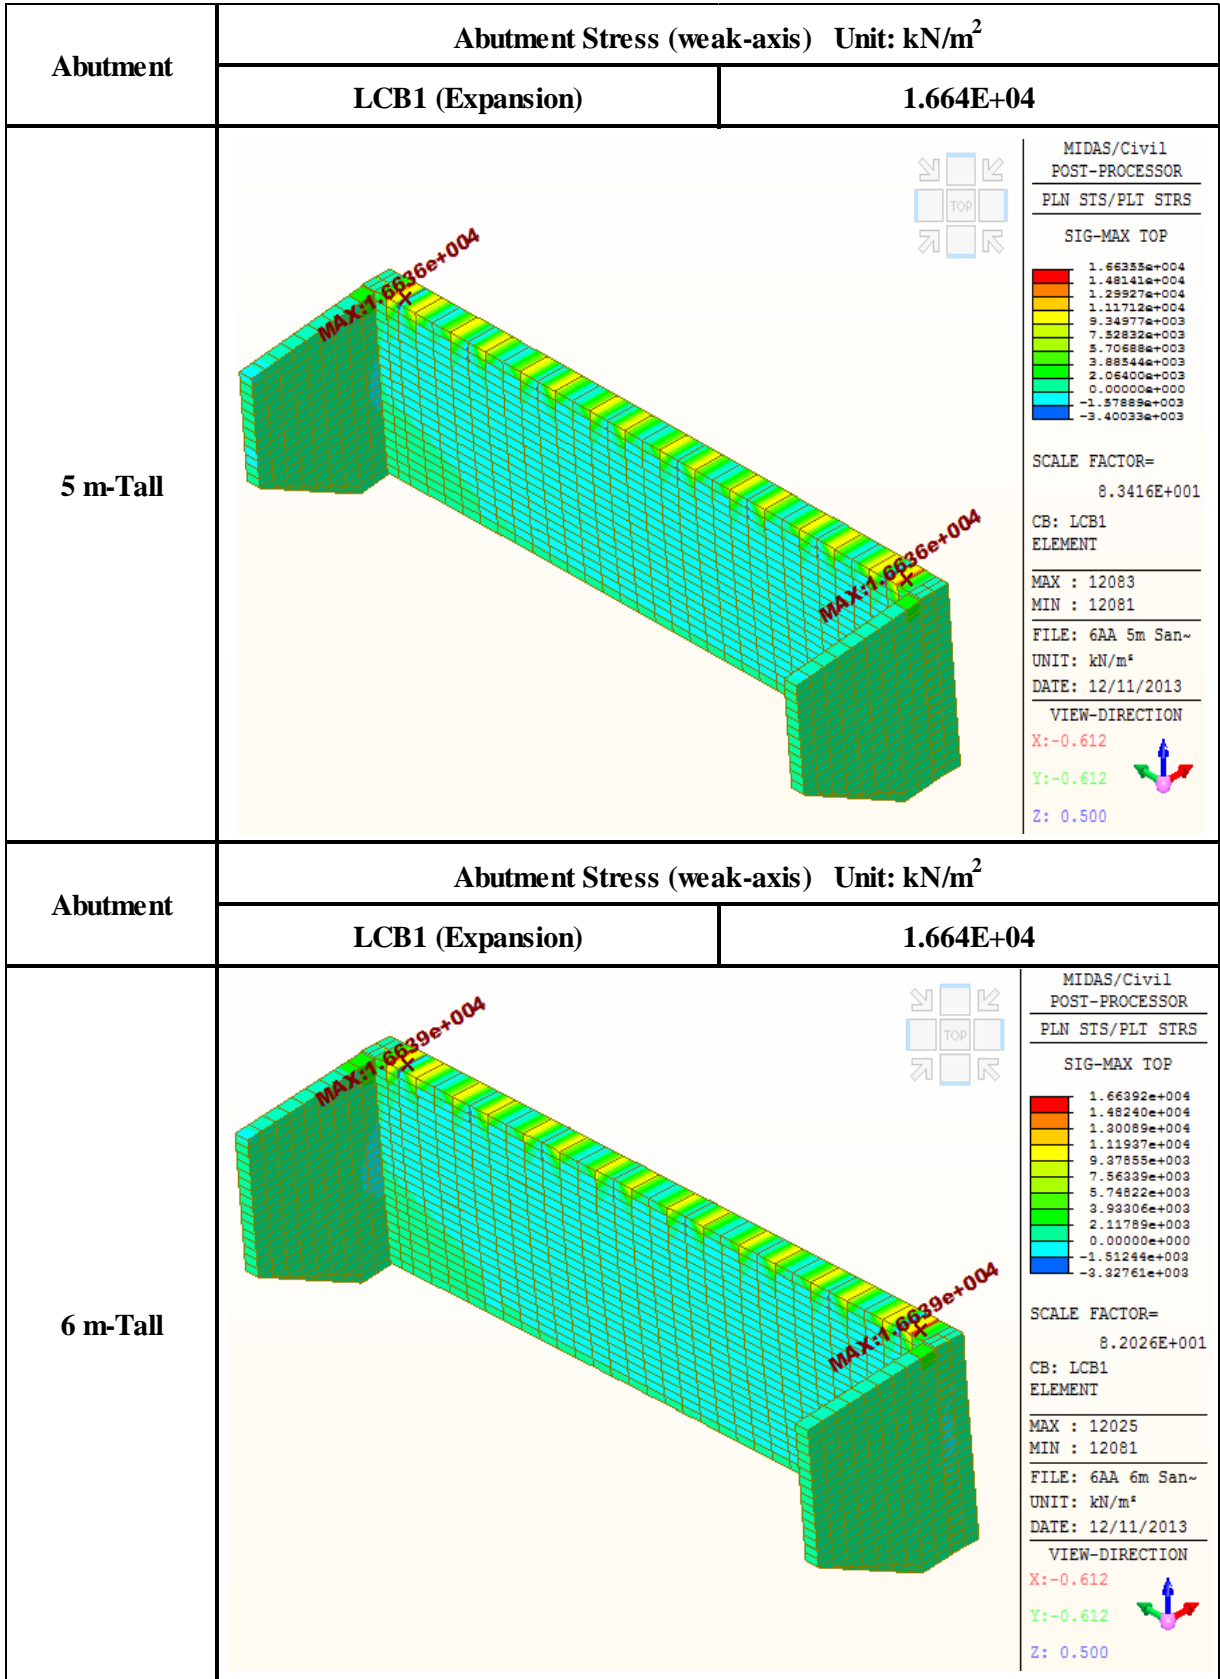 Abutment
Abutment Stress (weak-axis) Unit: kN/m²
LCB1 (Expansion)
1.664E+04
5 m-Tall
TOP
MAX:1.6636e+004
MAX:1.6636e+004
MIDAS/Civil
POST-PROCESSOR
PLN STS/PLT STRS
SIG-MAX TOP
1.66355e+004
1.48141e+004
1.29927e+004
1.11712e+004
9.34977e+003
7.52832e+003
5.70688e+003
3.88544e+003
2.06400e+003
0.00000e+000
-1.57889e+003
-3.40033e+003
SCALE FACTOR=
8.3416E+001
CB: LCB1
ELEMENT
MAX : 12083
MIN : 12081
FILE: 6AA 5m San~
UNIT: kN/m²
DATE: 12/11/2013
VIEW-DIRECTION
X:-0.612
Y:-0.612
Z: 0.500
Abutment
Abutment Stress (weak-axis) Unit: kN/m²
LCB1 (Expansion)
1.664E+04
6 m-Tall
TOP
MAX:1.6639e+004
MAX:1.6639e+004
MIDAS/Civil
POST-PROCESSOR
PLN STS/PLT STRS
SIG-MAX TOP
1.66392e+004
1.48240e+004
1.30089e+004
1.11937e+004
9.37855e+003
7.56339e+003
5.74822e+003
3.93306e+003
2.11789e+003
0.00000e+000
-1.51244e+003
-3.32761e+003
SCALE FACTOR=
8.2026E+001
CB: LCB1
ELEMENT
MAX : 12025
MIN : 12081
FILE: 6AA 6m San~
UNIT: kN/m²
DATE: 12/11/2013
VIEW-DIRECTION
X:-0.612
Y:-0.612
Z: 0.500